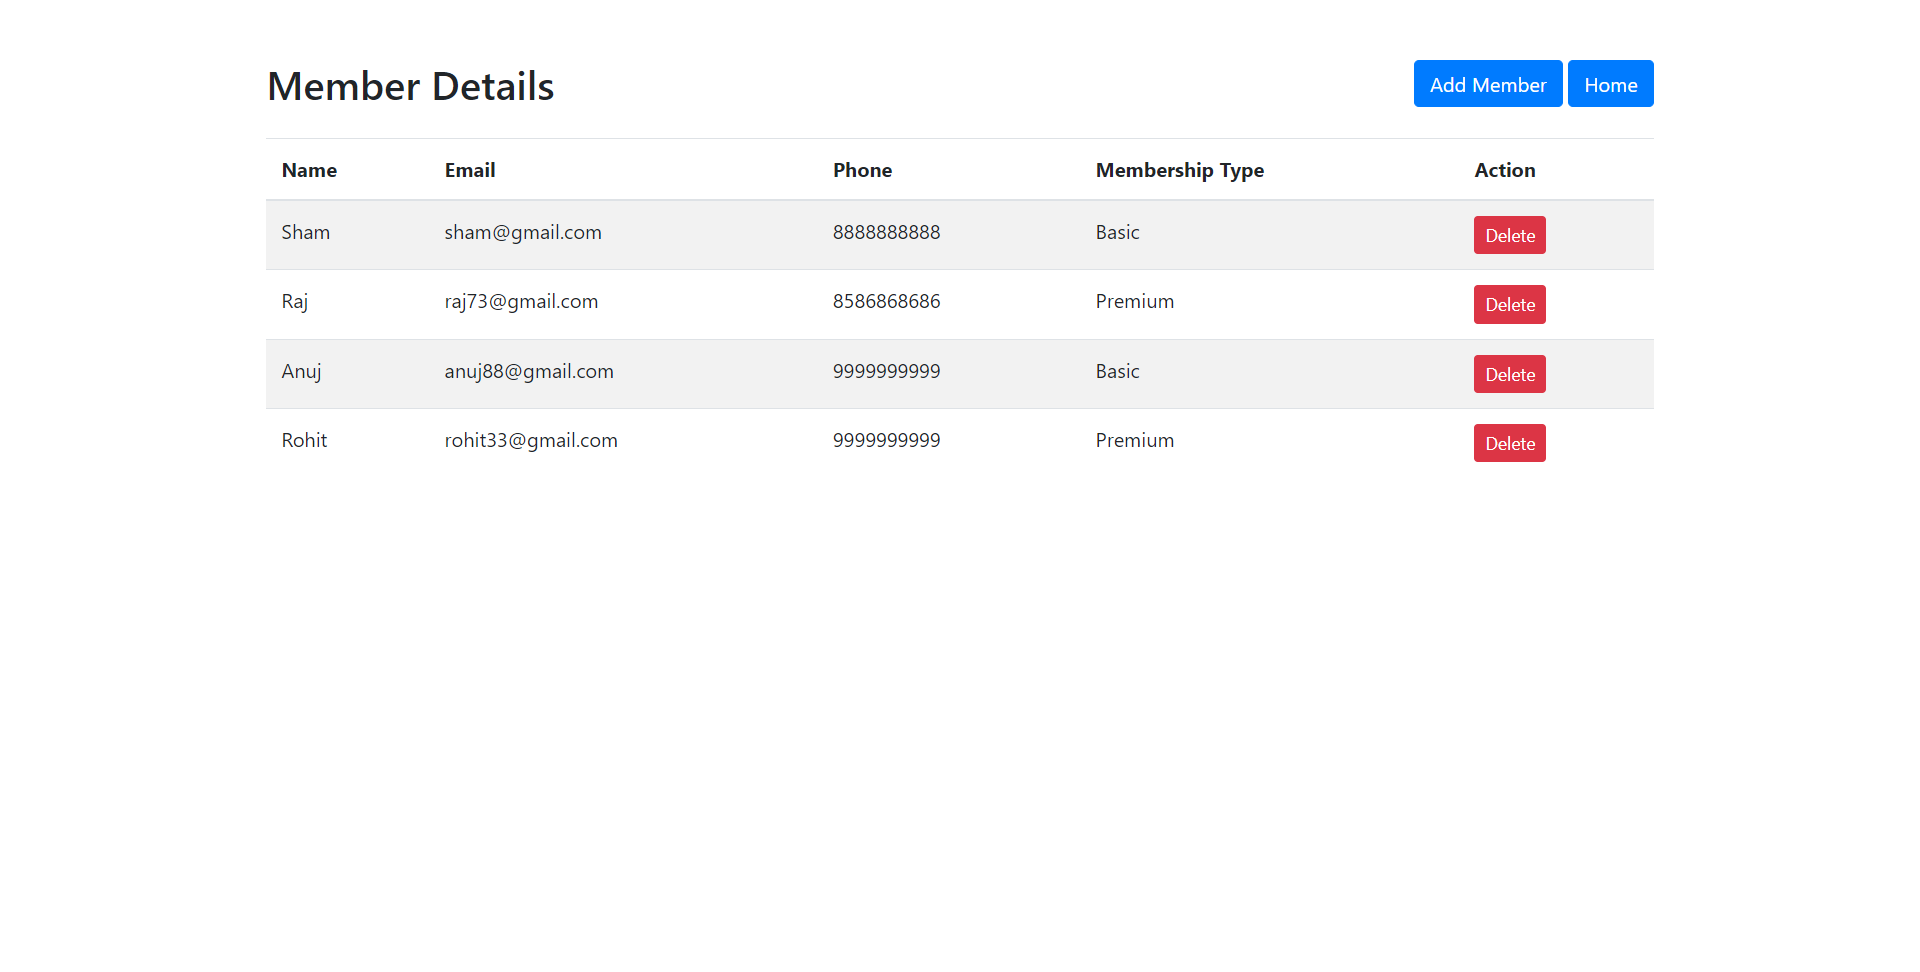 Member Details Add Member Home
Name Email Phone Membership Type Action
Sham sham@gmail.com 8888888888 Basic Delete
Raj raj73@gmail.com 8586868686 Premium Delete
Anuj anuj88@gmail.com 9999999999 Basic Delete
Rohit rohit33@gmail.com 9999999999 Premium Delete